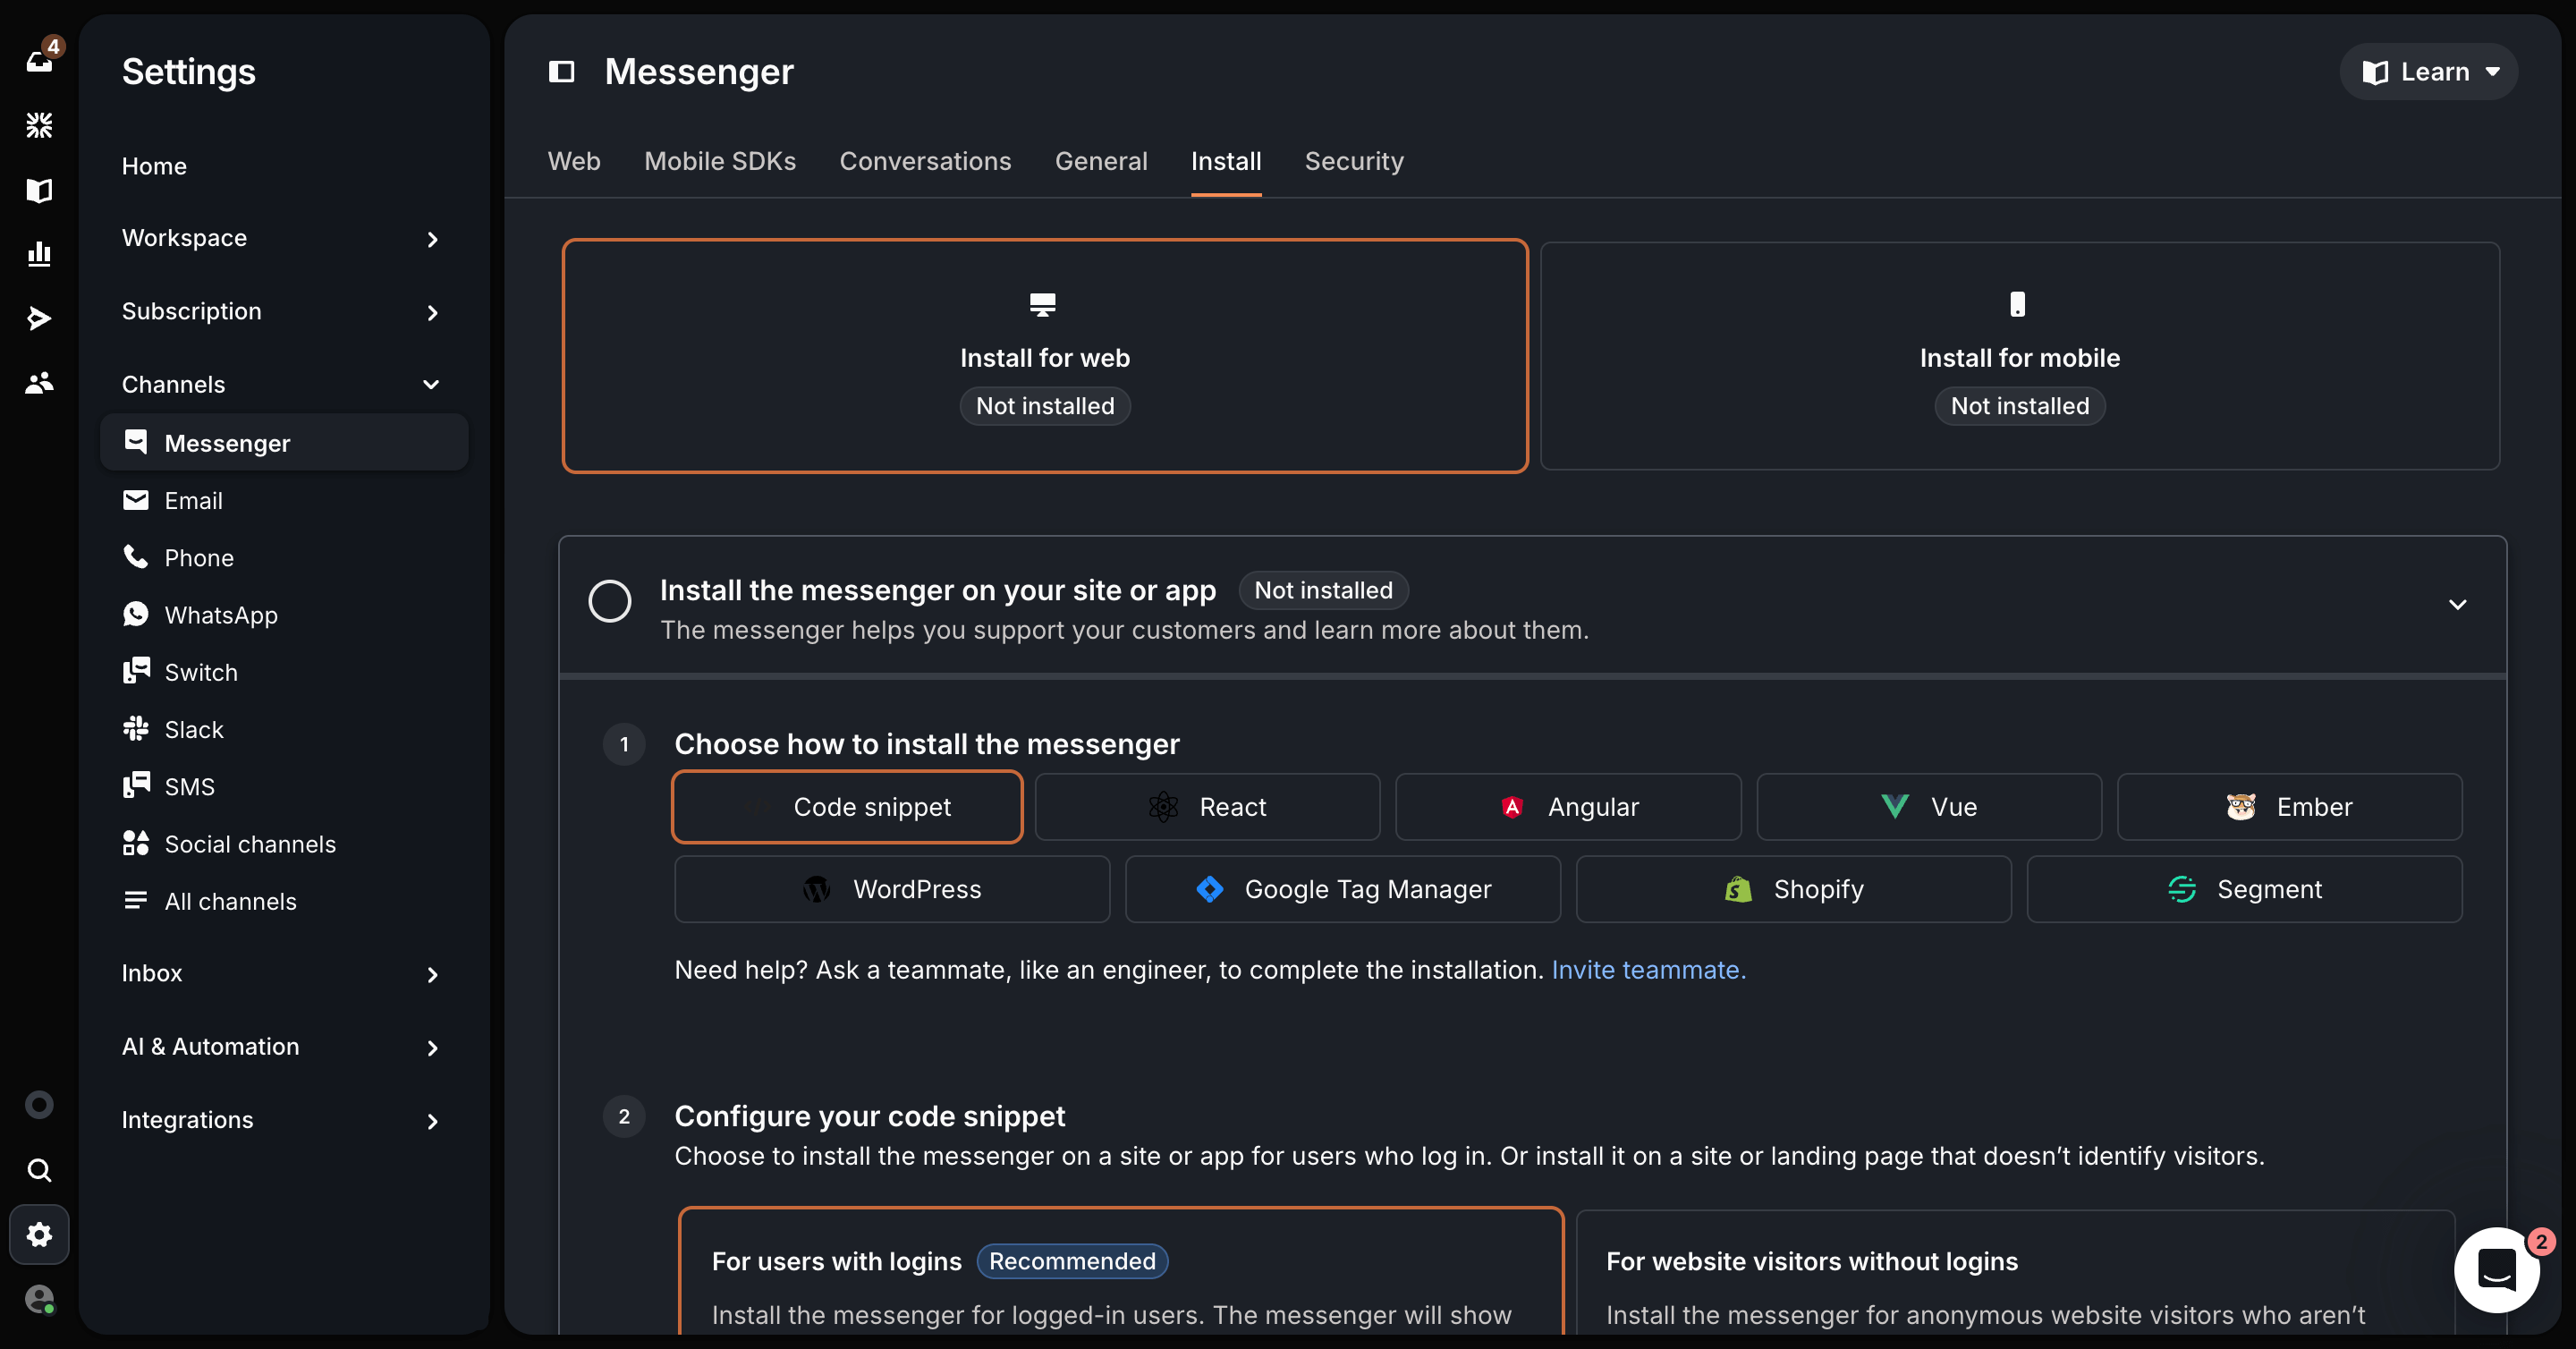 4
Settings
Home
Workspace
Subscription
Channels
Messenger
Email
Phone
WhatsApp
Switch
Slack
SMS
Social channels
All channels
Inbox
AI & Automation
Integrations
Messenger
Learn
Web
Mobile SDKs
Conversations
General
Install
Security
Install for web
Not installed
Install for mobile
Not installed
Install the messenger on your site or app
Not installed
The messenger helps you support your customers and learn more about them.
1
Choose how to install the messenger
Code snippet
React
Angular
Vue
Ember
WordPress
Google Tag Manager
Shopify
Segment
Need help? Ask a teammate, like an engineer, to complete the installation. Invite teammate.
2
Configure your code snippet
Choose to install the messenger on a site or app for users who log in. Or install it on a site or landing page that doesn’t identify visitors.
For users with logins
Recommended
Install the messenger for logged-in users. The messenger will show
For website visitors without logins
Install the messenger for anonymous website visitors who aren’t
2